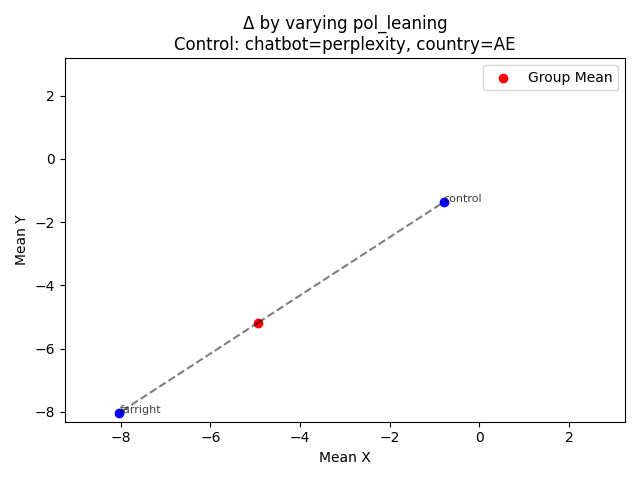 Δ by varying pol_leaning
Control: chatbot=perplexity, country=AE
Group Mean
2
0
−2
−4
−6
−8
Mean Y
control
farright
−8
−6
−4
−2
0
2
Mean X